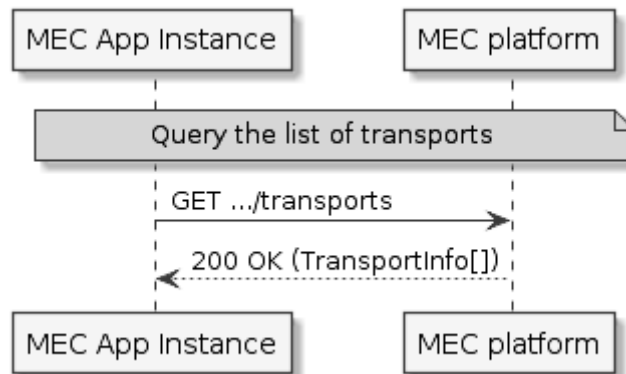 MEC App Instance MEC platform
Query the list of transports
GET .../transports
200 OK (TransportInfo[])
MEC App Instance MEC platform